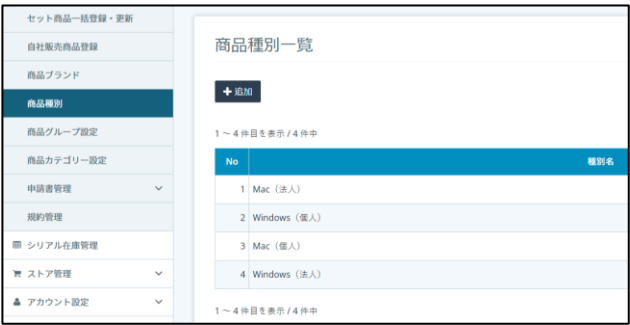 セット商品一括登録・更新
自社販売商品登録
商品ブランド
商品種別
商品グループ設定
商品カテゴリー設定
申請書管理
規約管理
シリアル在庫管理
ストア管理
アカウント設定
商品種別一覧
+ 追加
1 ~ 4 件目を表示 / 4 件中
No 種別名
1 Mac（法人）
2 Windows（個人）
3 Mac（個人）
4 Windows（法人）
1 ~ 4 件目を表示 / 4 件中